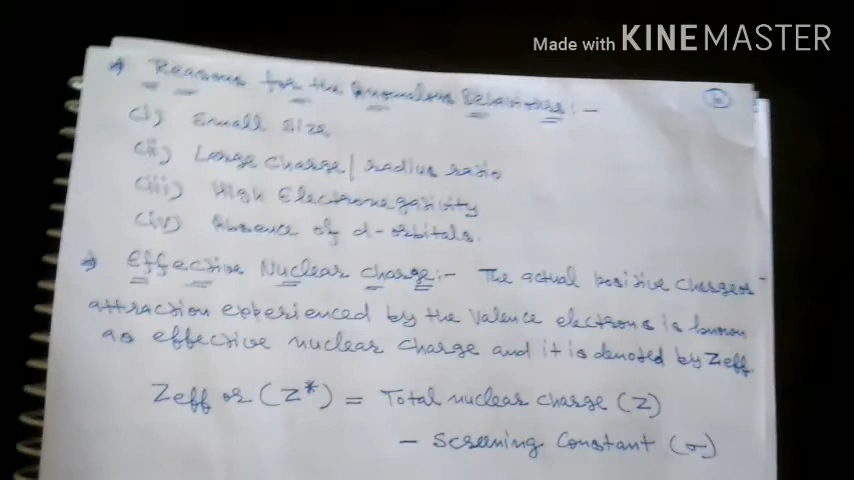 Made with KINEMASTER
Reasons for the Anomalous Behaviour :-
(i) Small Size
(ii) Large charge / radius ratio
(iii) High Electronegativity
(iv) Absence of d-orbitals.
→ Effective Nuclear charge :- The actual positive charge or
attraction experienced by the valence electrons is known
as effective nuclear charge and it is denoted by Zeff.
Zeff or (Z*) = Total nuclear charge (Z)
- Screening Constant (σ)